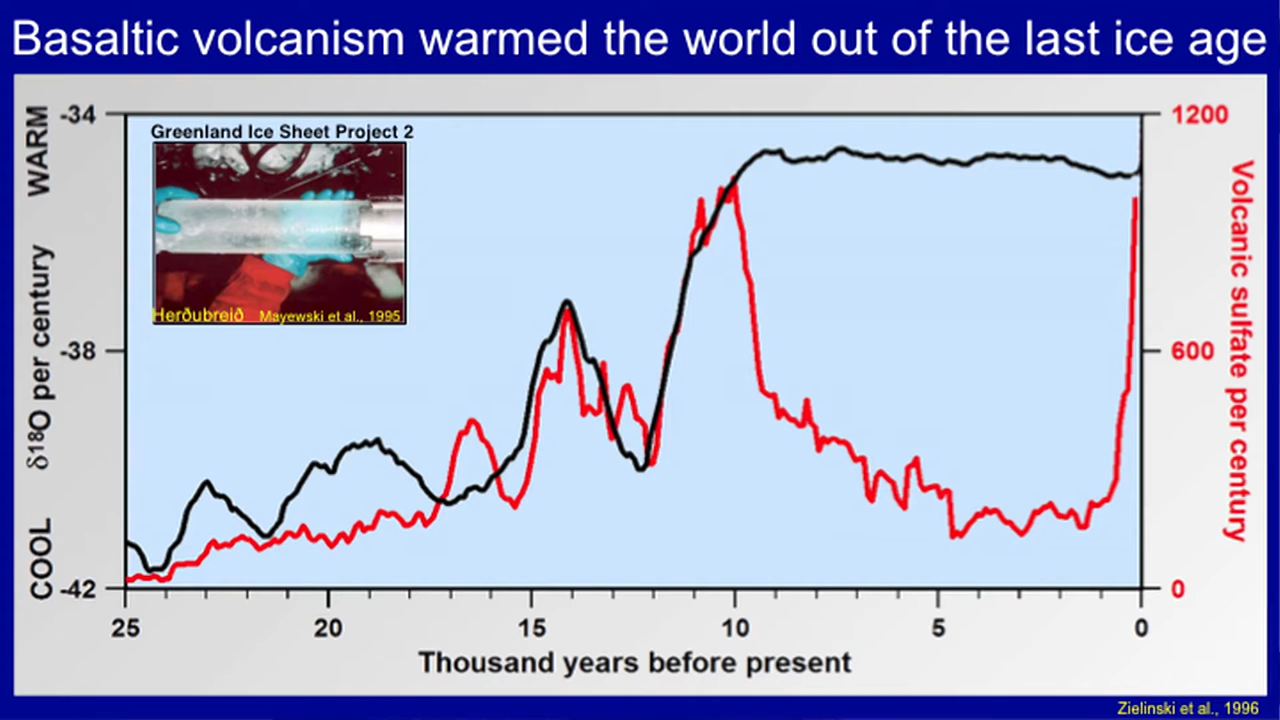 Basaltic volcanism warmed the world out of the last ice age
Greenland Ice Sheet Project 2
Herðubreið Mayewski et al., 1995
COOL δ18O per century WARM
-34
-38
-42
1200
600
0
Volcanic sulfate per century
25 20 15 10 5 0
Thousand years before present
Zielinski et al., 1996